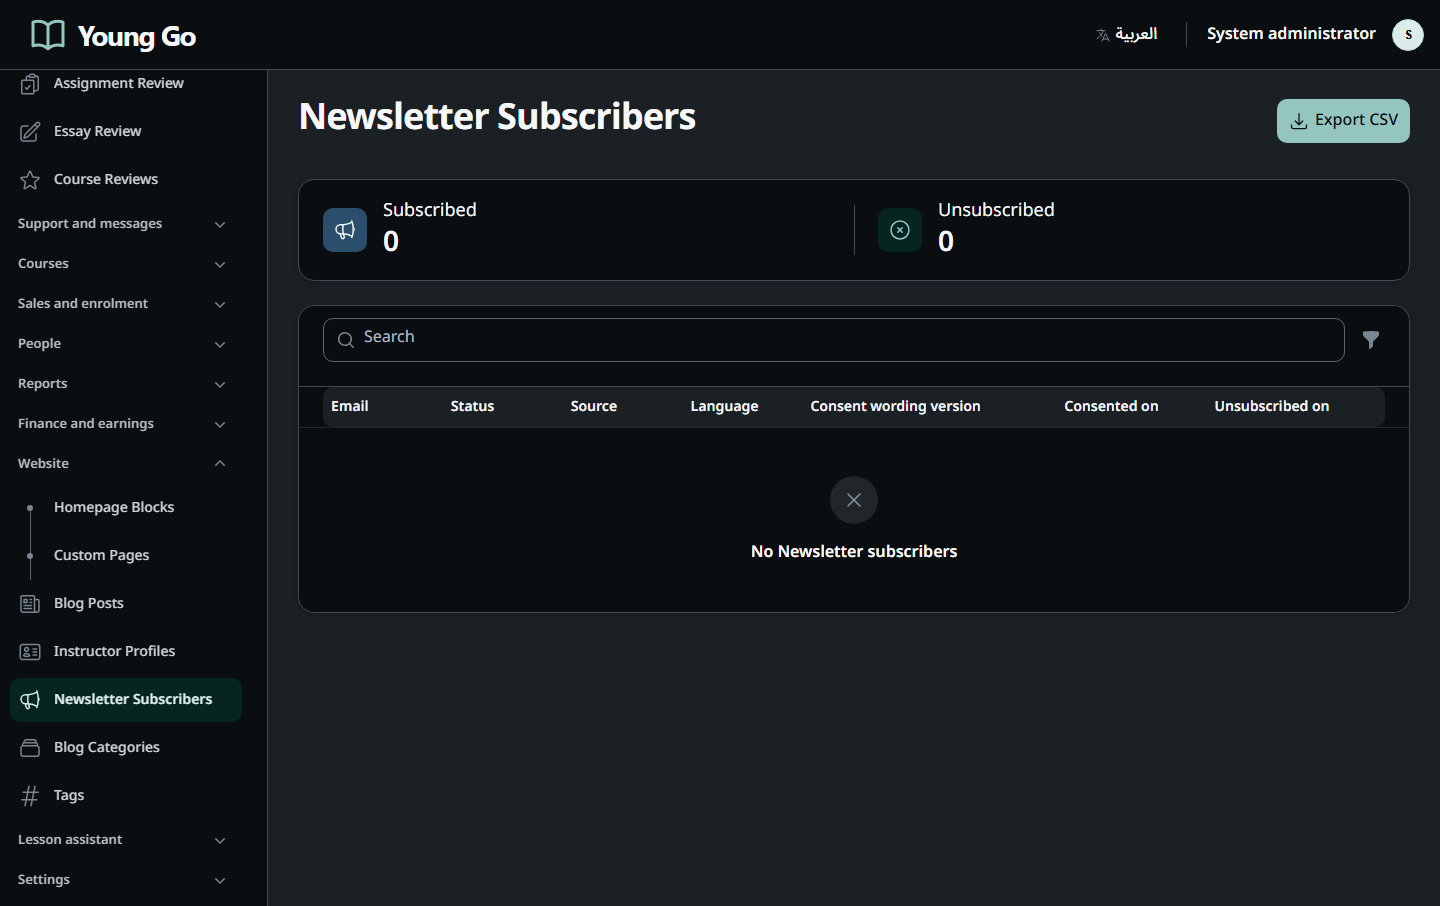 Young Go
العربية
System administrator
S
Assignment Review
Essay Review
Course Reviews
Support and messages
Courses
Sales and enrolment
People
Reports
Finance and earnings
Website
Homepage Blocks
Custom Pages
Blog Posts
Instructor Profiles
Newsletter Subscribers
Blog Categories
Tags
Lesson assistant
Settings
Newsletter Subscribers
Export CSV
Subscribed
0
Unsubscribed
0
Search
Email Status Source Language Consent wording version Consented on Unsubscribed on
No Newsletter subscribers